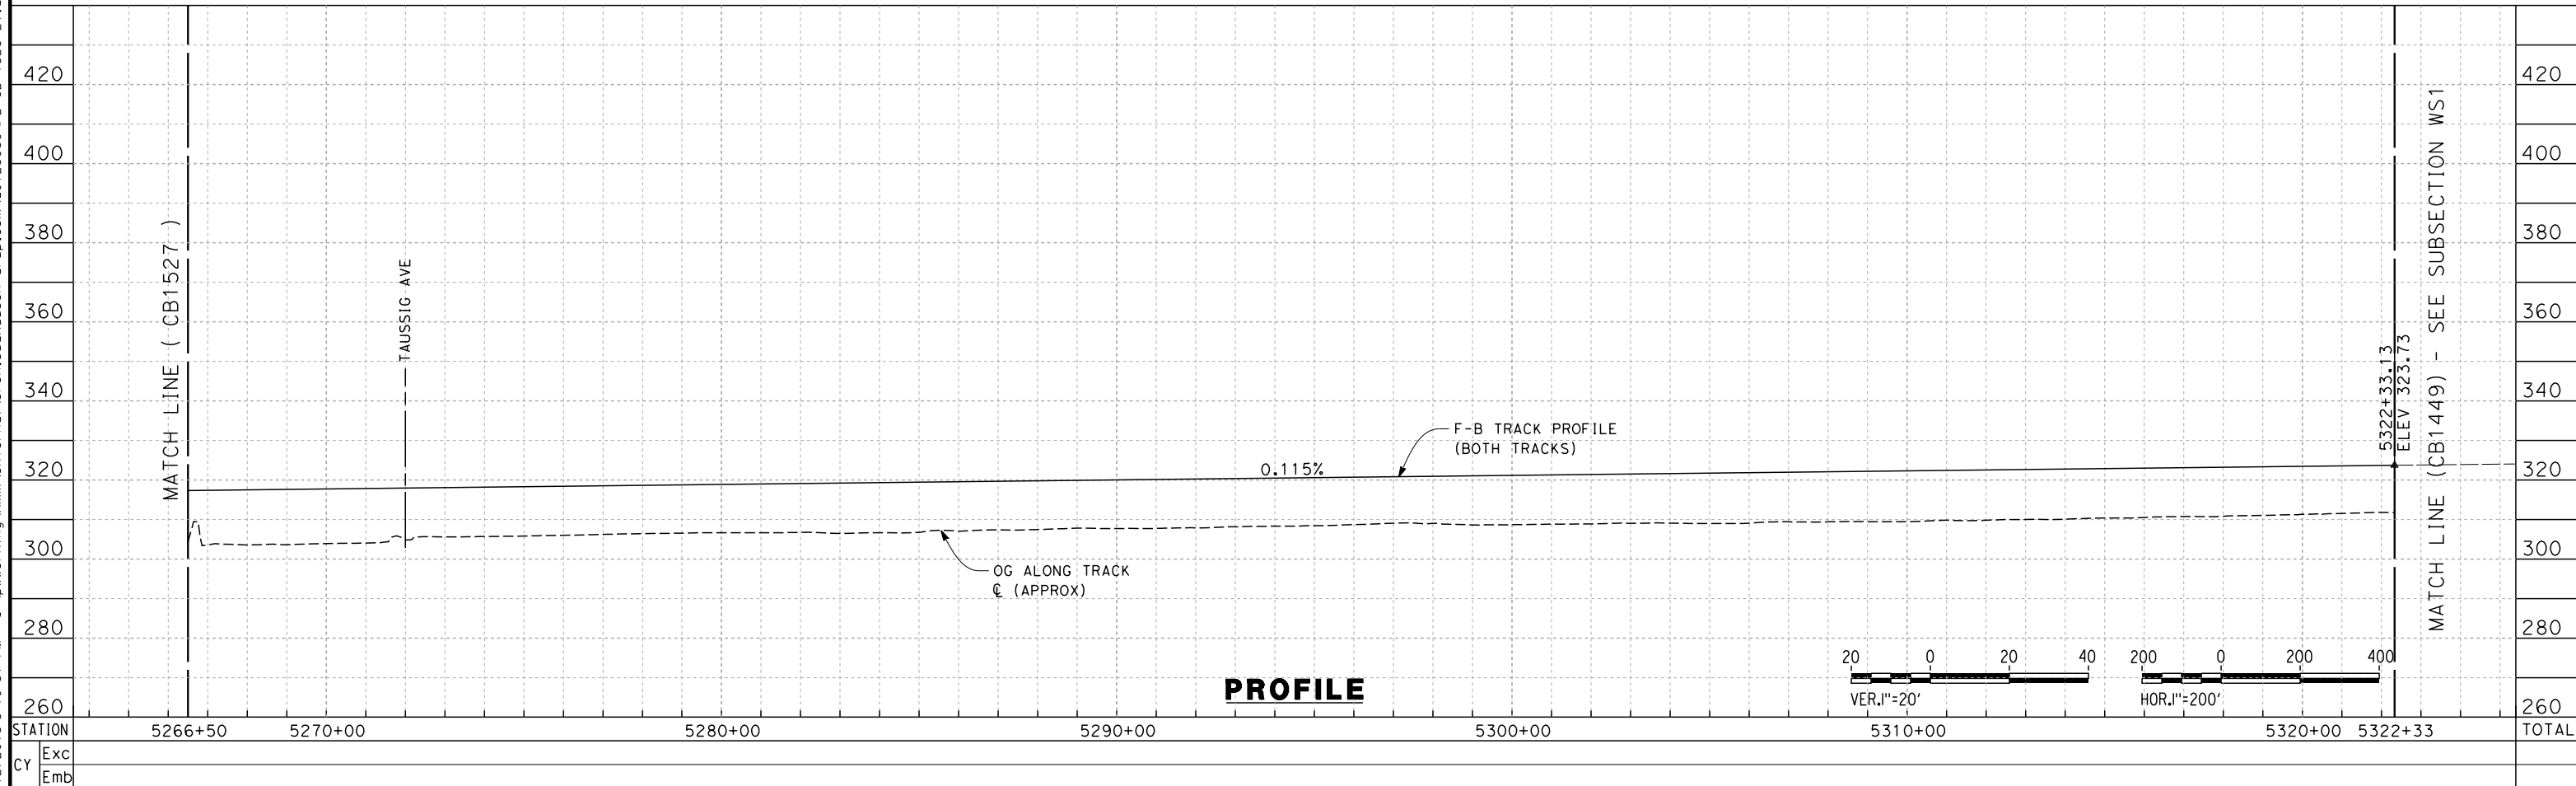 420
400
380
360
340
320
300
280
260
MATCH LINE ( CB1527 )
TAUSSIG AVE
0.115%
F-B TRACK PROFILE
(BOTH TRACKS)
OG ALONG TRACK
℄ (APPROX)
5322+33.13
ELEV 323.73
MATCH LINE (CB1449) - SEE SUBSECTION WS1
420
400
380
360
340
320
300
280
260
PROFILE
20 0 20 40
VER.1"=20'
200 0 200 400
HOR.1"=200'
STATION 5266+50 5270+00 5280+00 5290+00 5300+00 5310+00 5320+00 5322+33 TOTAL
CY
Exc
Emb